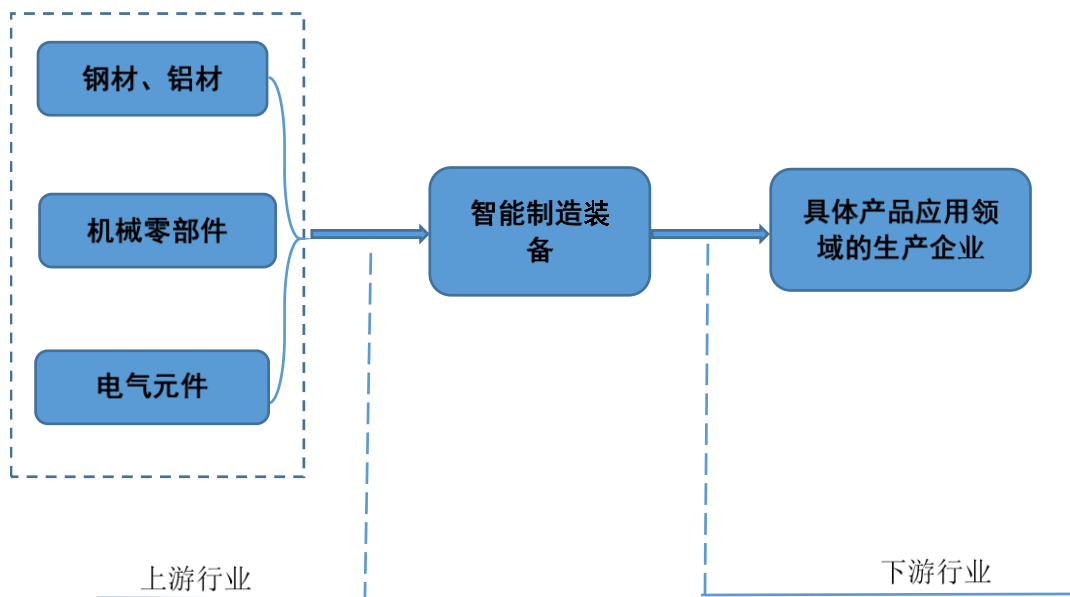 钢材、铝材
机械零部件
电气元件
智能制造装
备
具体产品应用领
域的生产企业
上游行业
下游行业